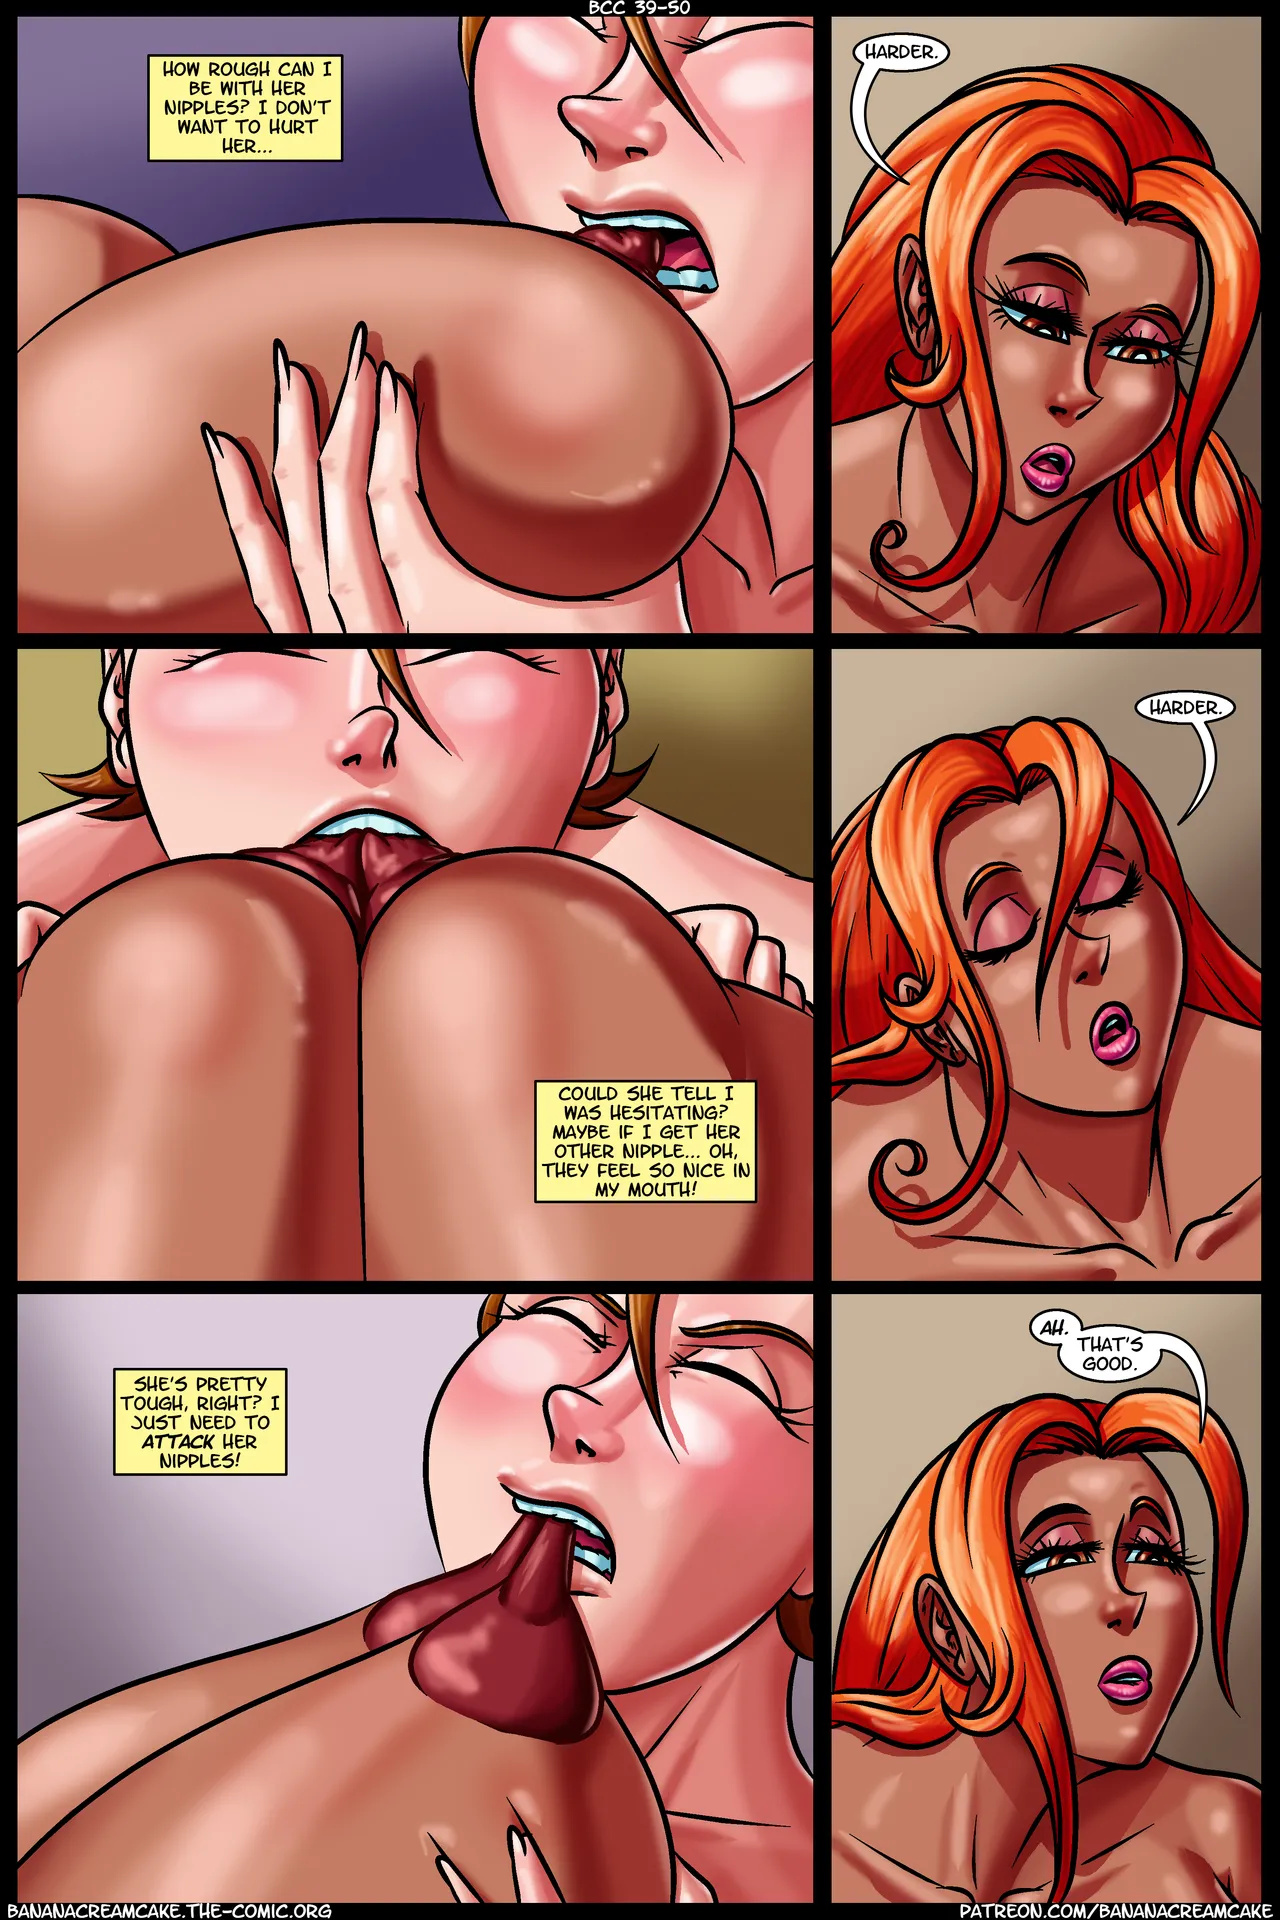 BCC 39-50
HOW ROUGH CAN I
BE WITH HER
NIPPLES? I DON'T
WANT TO HURT
HER...
HARDER.
COULD SHE TELL I
WAS HESITATING?
MAYBE IF I GET HER
OTHER NIPPLE... OH,
THEY FEEL SO NICE IN
MY MOUTH!
HARDER.
SHE'S PRETTY
TOUGH, RIGHT? I
JUST NEED TO
ATTACK HER
NIPPLES!
AH.
THAT'S
GOOD.
BANANACREAMCAKE.THE-COMIC.ORG
PATREON.COM/BANANACREAMCAKE